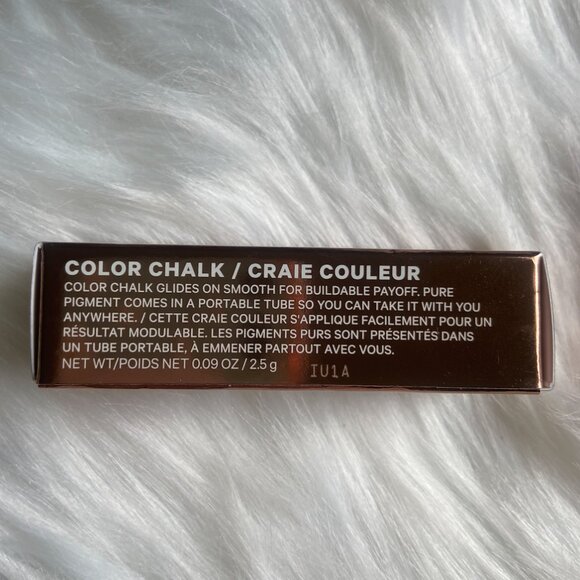 COLOR CHALK / CRAIE COULEUR
COLOR CHALK GLIDES ON SMOOTH FOR BUILDABLE PAYOFF. PURE
PIGMENT COMES IN A PORTABLE TUBE SO YOU CAN TAKE IT WITH YOU
ANYWHERE. / CETTE CRAIE COULEUR S'APPLIQUE FACILEMENT POUR UN
RÉSULTAT MODULABLE. LES PIGMENTS PURS SONT PRÉSENTÉS DANS
UN TUBE PORTABLE, À EMMENER PARTOUT AVEC VOUS.
NET WT/POIDS NET 0.09 OZ / 2.5 g IU1A